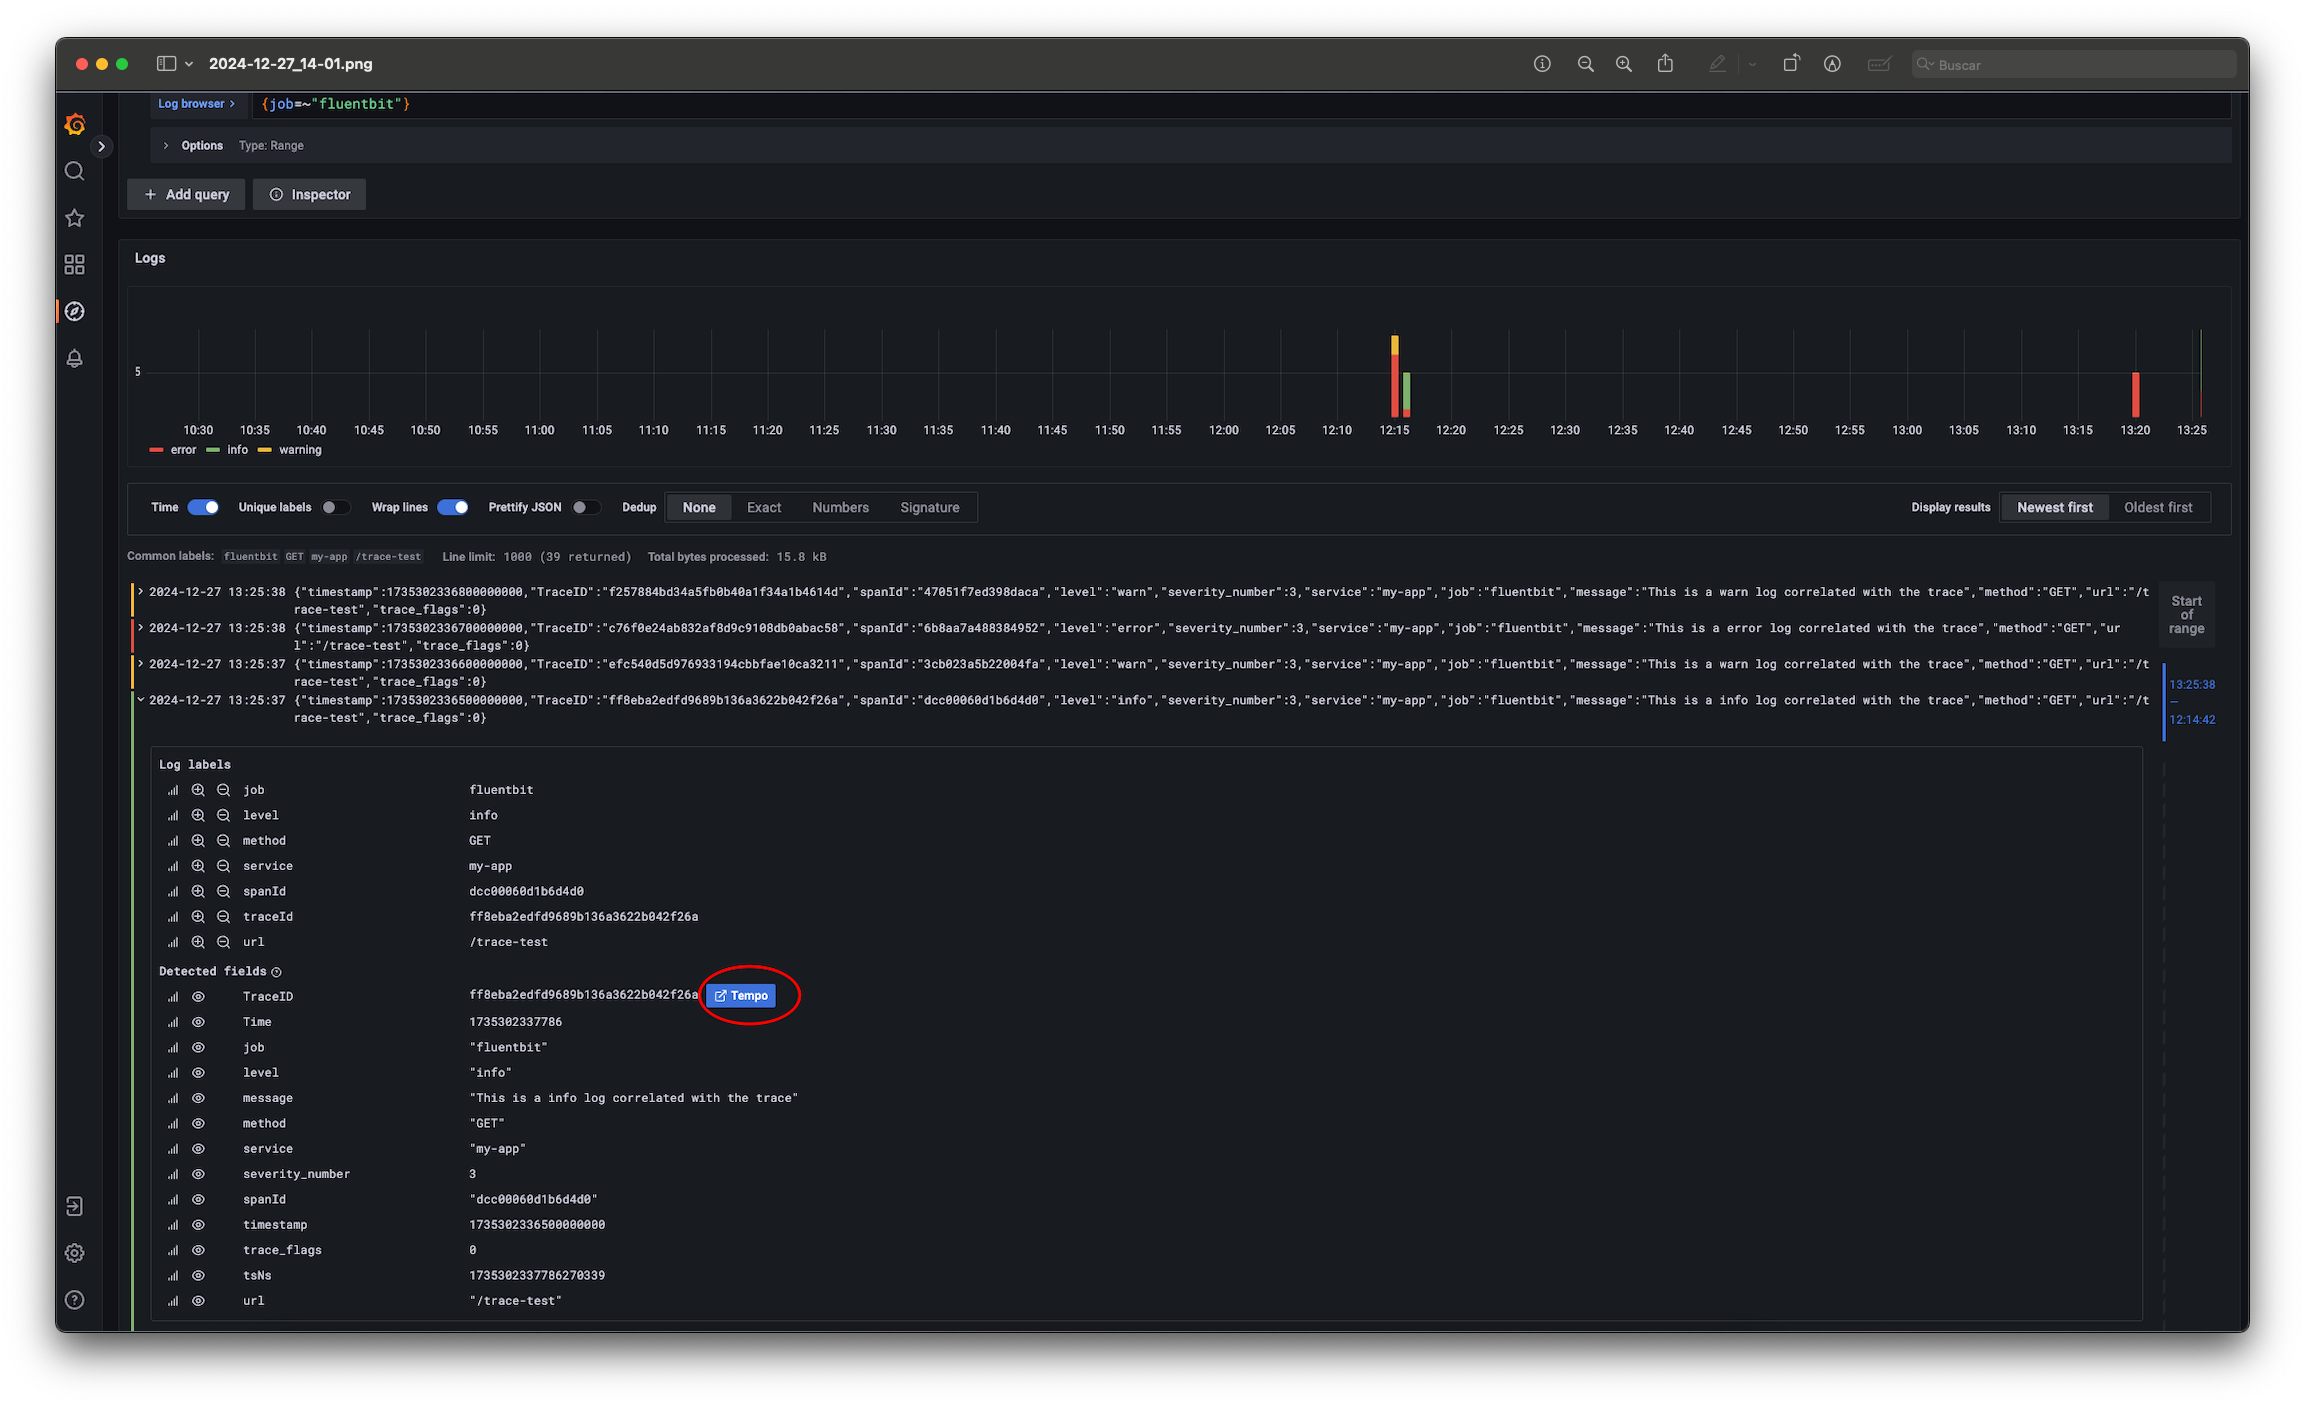 2024-12-27_14-01.png
Buscar
Log browser > {job=~"fluentbit"}
Options Type: Range
+ Add query Inspector
Logs
5
10:30 10:35 10:40 10:45 10:50 10:55 11:00 11:05 11:10 11:15 11:20 11:25 11:30 11:35 11:40 11:45 11:50 11:55 12:00 12:05 12:10 12:15 12:20 12:25 12:30 12:35 12:40 12:45 12:50 12:55 13:00 13:05 13:10 13:15 13:20 13:25
error info warning
Time Unique labels Wrap lines Prettify JSON Dedup None Exact Numbers Signature Display results Newest first Oldest first
Common labels: fluentbit GET my-app /trace-test Line limit: 1000 (39 returned) Total bytes processed: 15.8 kB
2024-12-27 13:25:38 {"timestamp":1735302336800000000,"TraceID":"f257884bd34a5fb0b40a1f34a1b4614d","spanId":"47051f7ed398daca","level":"warn","severity_number":3,"service":"my-app","job":"fluentbit","message":"This is a warn log correlated with the trace","method":"GET","url":"/t
race-test","trace_flags":0}
2024-12-27 13:25:38 {"timestamp":1735302336700000000,"TraceID":"c76f0e24ab832af8d9c9108db0abac58","spanId":"6b8aa7a488384952","level":"error","severity_number":3,"service":"my-app","job":"fluentbit","message":"This is a error log correlated with the trace","method":"GET","ur
l":"/trace-test","trace_flags":0}
2024-12-27 13:25:37 {"timestamp":1735302336600000000,"TraceID":"efc540d5d976933194cbbfae10ca3211","spanId":"3cb023a5b22004fa","level":"warn","severity_number":3,"service":"my-app","job":"fluentbit","message":"This is a warn log correlated with the trace","method":"GET","url":"/t
race-test","trace_flags":0}
2024-12-27 13:25:37 {"timestamp":1735302336500000000,"TraceID":"ff8eba2edfd9689b136a3622b042f26a","spanId":"dcc00060d1b6d4d0","level":"info","severity_number":3,"service":"my-app","job":"fluentbit","message":"This is a info log correlated with the trace","method":"GET","url":"/t
race-test","trace_flags":0}
Start
of
range
13:25:38
—
12:14:42
Log labels
job fluentbit
level info
method GET
service my-app
spanId dcc00060d1b6d4d0
traceId ff8eba2edfd9689b136a3622b042f26a
url /trace-test
Detected fields
TraceID ff8eba2edfd9689b136a3622b042f26a Tempo
Time 1735302337786
job "fluentbit"
level "info"
message "This is a info log correlated with the trace"
method "GET"
service "my-app"
severity_number 3
spanId "dcc00060d1b6d4d0"
timestamp 1735302336500000000
trace_flags 0
tsNs 1735302337786270339
url "/trace-test"